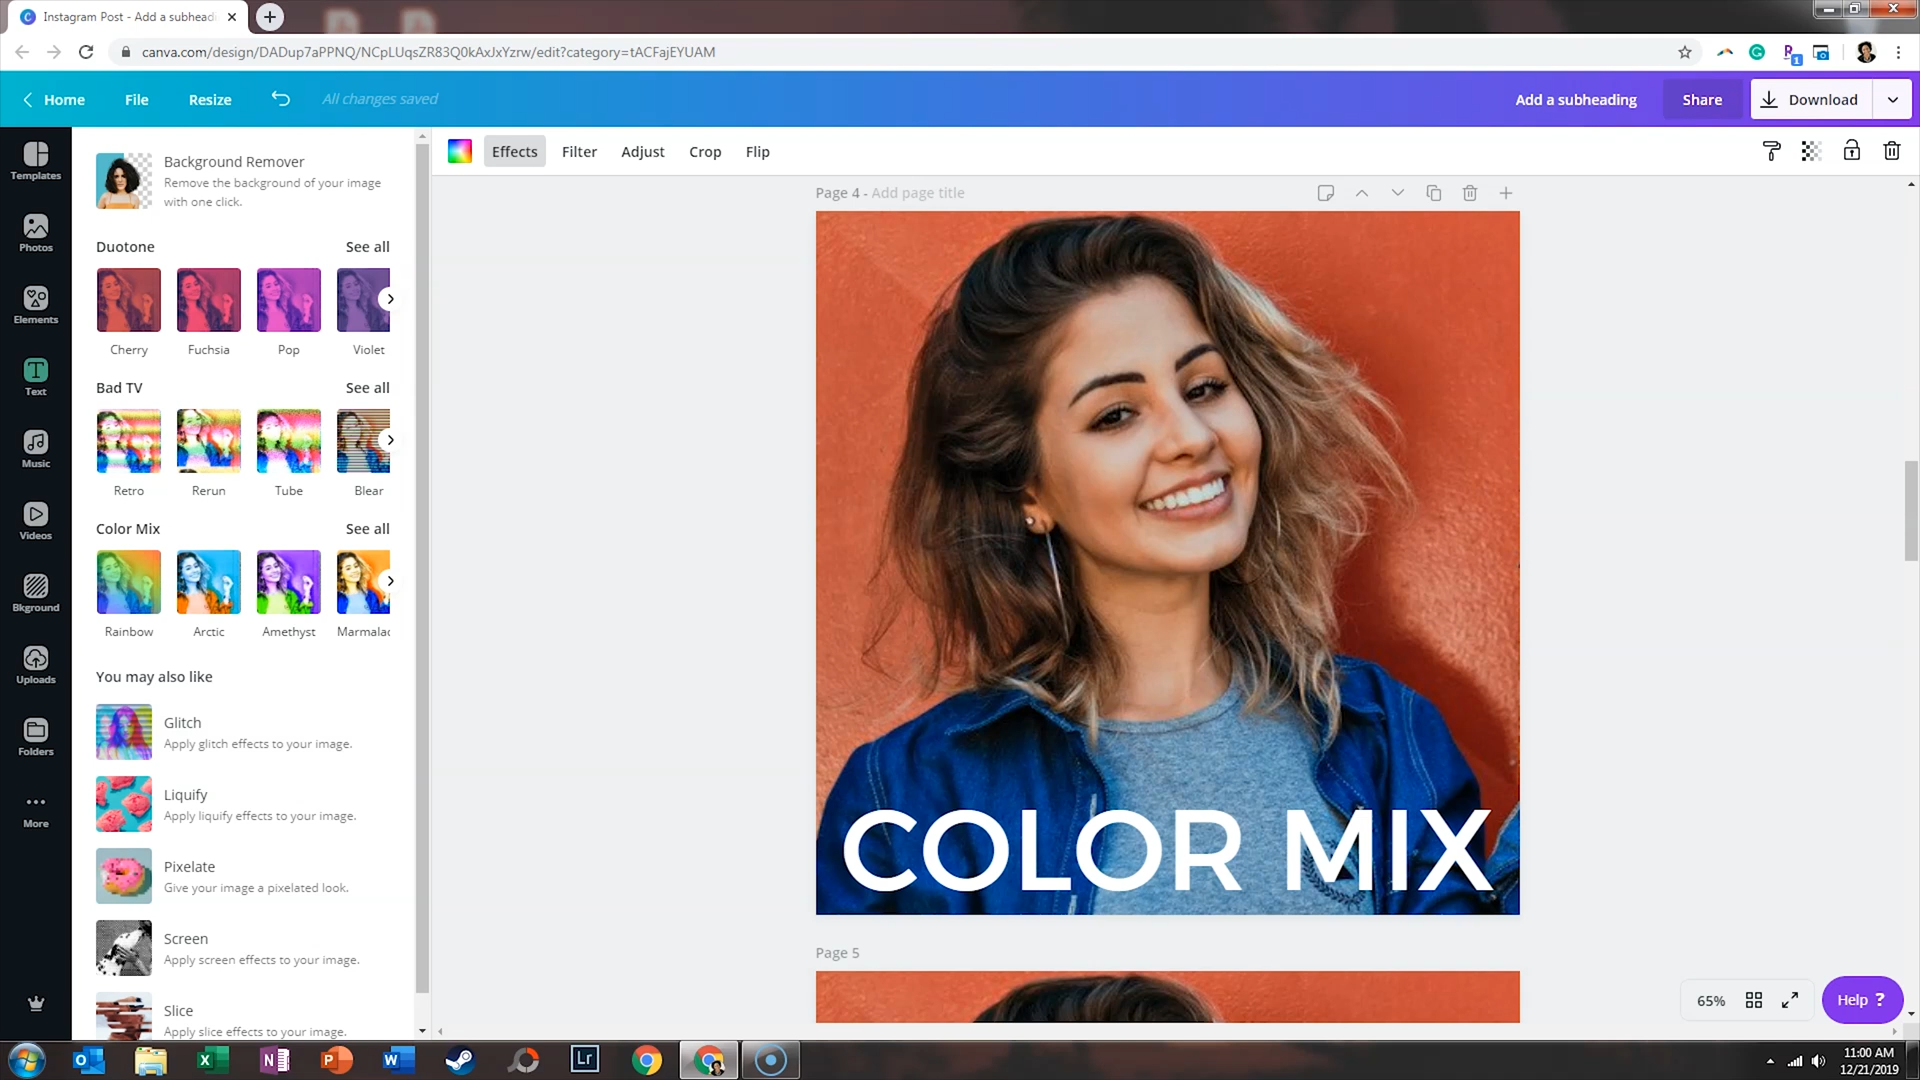 Instagram Post - Add a subheadi
canva.com/design/DADup7aPPNQ/NCpLUqsZR83Q0kAxJxYzrw/edit?category=tACFajEYUAM
Home File Resize All changes saved Add a subheading Share Download
Effects Filter Adjust Crop Flip
Templates
Photos
Elements
Text
Music
Videos
Bkground
Uploads
Folders
More
Background Remover
Remove the background of your image
with one click.
Duotone See all
Cherry Fuchsia Pop Violet
Bad TV See all
Retro Rerun Tube Blear
Color Mix See all
Rainbow Arctic Amethyst Marmalac
You may also like
Glitch
Apply glitch effects to your image.
Liquify
Apply liquify effects to your image.
Pixelate
Give your image a pixelated look.
Screen
Apply screen effects to your image.
Slice
Apply slice effects to your image.
Page 4 - Add page title
COLOR MIX
Page 5
65%
Help ?
Lr
11:00 AM
12/21/2019